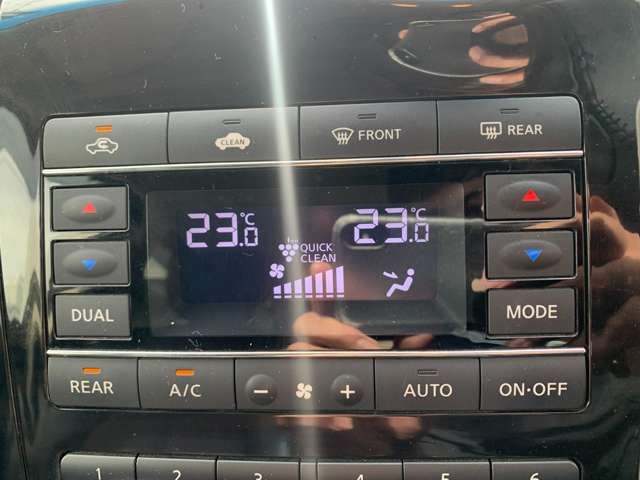 CLEAN
FRONT
REAR
23.0 °C
23.0 °C
QUICK
CLEAN
DUAL
MODE
REAR
A/C
AUTO
ON·OFF
1 2 3 4 5 6